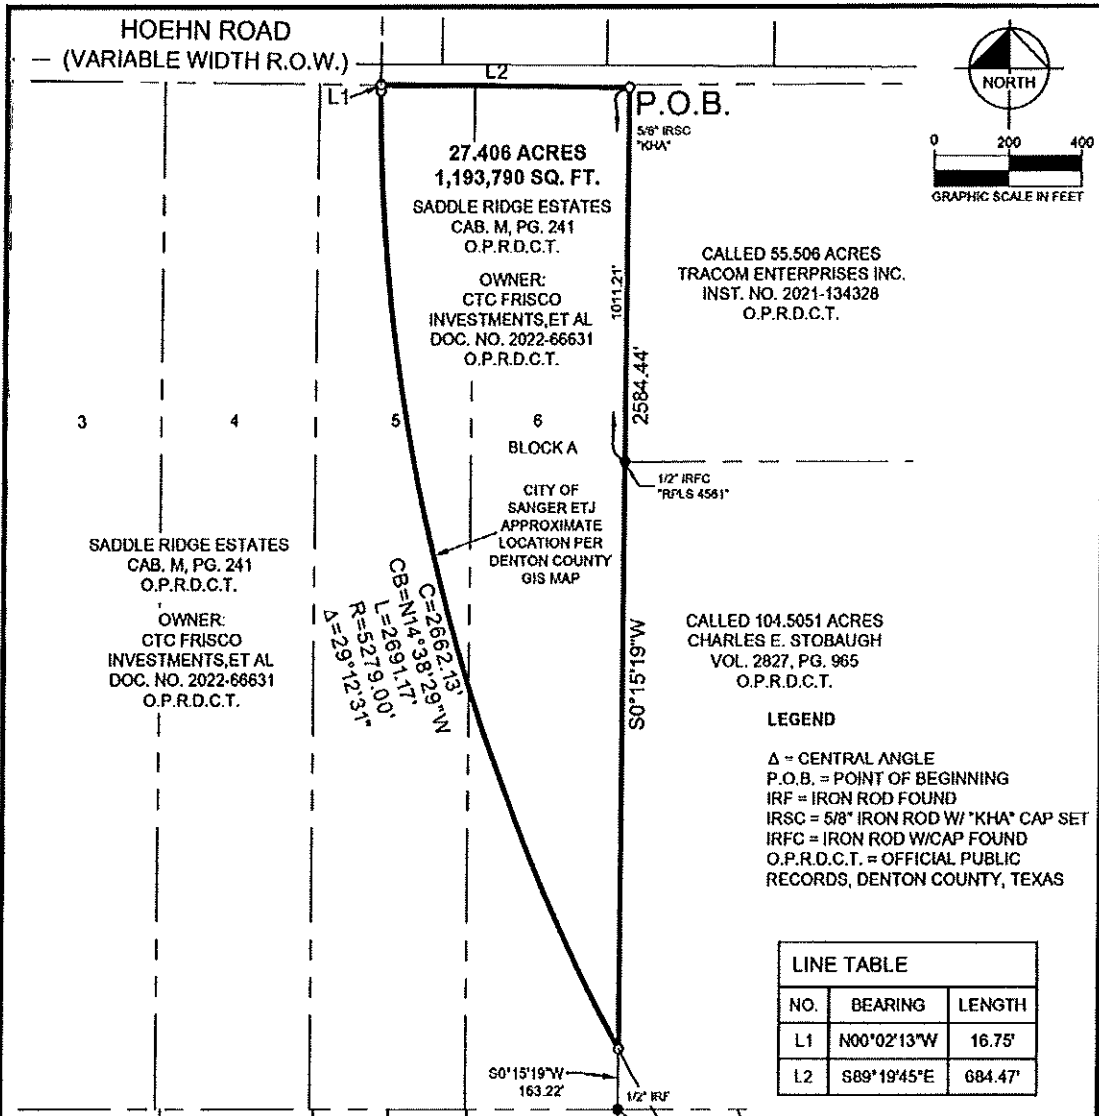 HOEHN ROAD
(VARIABLE WIDTH R.O.W.)
L1
L2
P.O.B.
5/8" IRSC
"KHA"
NORTH
0 200 400
GRAPHIC SCALE IN FEET
27.406 ACRES
1,193,790 SQ. FT.
SADDLE RIDGE ESTATES
CAB. M, PG. 241
O.P.R.D.C.T.
OWNER:
CTC FRISCO
INVESTMENTS,ET AL
DOC. NO. 2022-66631
O.P.R.D.C.T.
1011.21'
2584.44'
CALLED 55.506 ACRES
TRACOM ENTERPRISES INC.
INST. NO. 2021-134328
O.P.R.D.C.T.
3
4
5
6
BLOCK A
1/2" IRFC
"RPLS 4561"
CITY OF
SANGER ETJ
APPROXIMATE
LOCATION PER
DENTON COUNTY
GIS MAP
SADDLE RIDGE ESTATES
CAB. M, PG. 241
O.P.R.D.C.T.
OWNER:
CTC FRISCO
INVESTMENTS,ET AL
DOC. NO. 2022-66631
O.P.R.D.C.T.
C=2662.13'
CB=N14°38'29"W
L=2691.17'
R=5279.00'
Δ=29°12'31"
S0°15'19"W
CALLED 104.5051 ACRES
CHARLES E. STOBAUGH
VOL. 2827, PG. 965
O.P.R.D.C.T.
LEGEND
Δ = CENTRAL ANGLE
P.O.B. = POINT OF BEGINNING
IRF = IRON ROD FOUND
IRSC = 5/8" IRON ROD W/ "KHA" CAP SET
IRFC = IRON ROD W/CAP FOUND
O.P.R.D.C.T. = OFFICIAL PUBLIC
RECORDS, DENTON COUNTY, TEXAS
LINE TABLE
NO. BEARING LENGTH
L1 N00°02'13"W 16.75'
L2 S89°19'45"E 684.47'
S0°15'19"W
163.22'
1/2" IRF